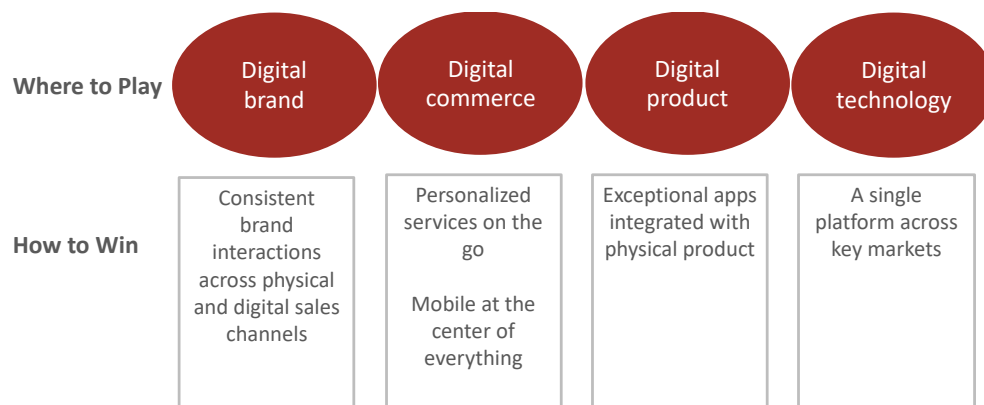 Where to Play
Digital
brand
Digital
commerce
Digital
product
Digital
technology
How to Win
Consistent
brand
interactions
across physical
and digital sales
channels
Personalized
services on the
go
Mobile at the
center of
everything
Exceptional apps
integrated with
physical product
A single
platform across
key markets